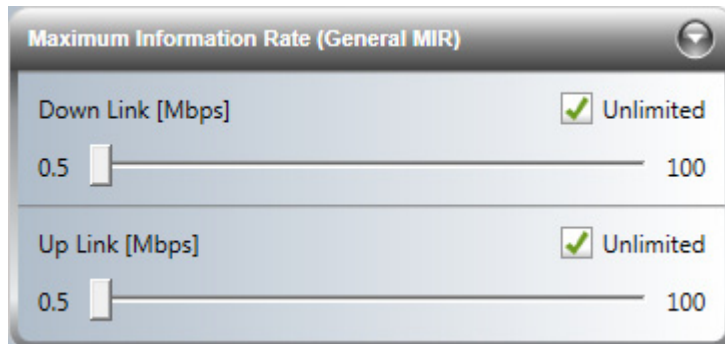 Maximum Information Rate (General MIR)
Down Link [Mbps] Unlimited
0.5 100
Up Link [Mbps] Unlimited
0.5 100